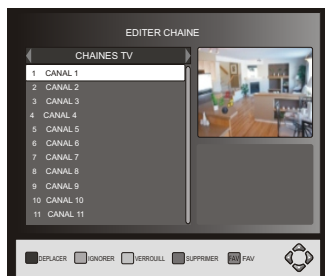 EDITER CHAINE
CHAINES TV
1 CANAL 1
2 CANAL 2
3 CANAL 3
4 CANAL 4
5 CANAL 5
6 CANAL 6
7 CANAL 7
8 CANAL 8
9 CANAL 9
10 CANAL 10
11 CANAL 11
DEPLACER IGNORER VERROUILL SUPPRIMER FAV FAV